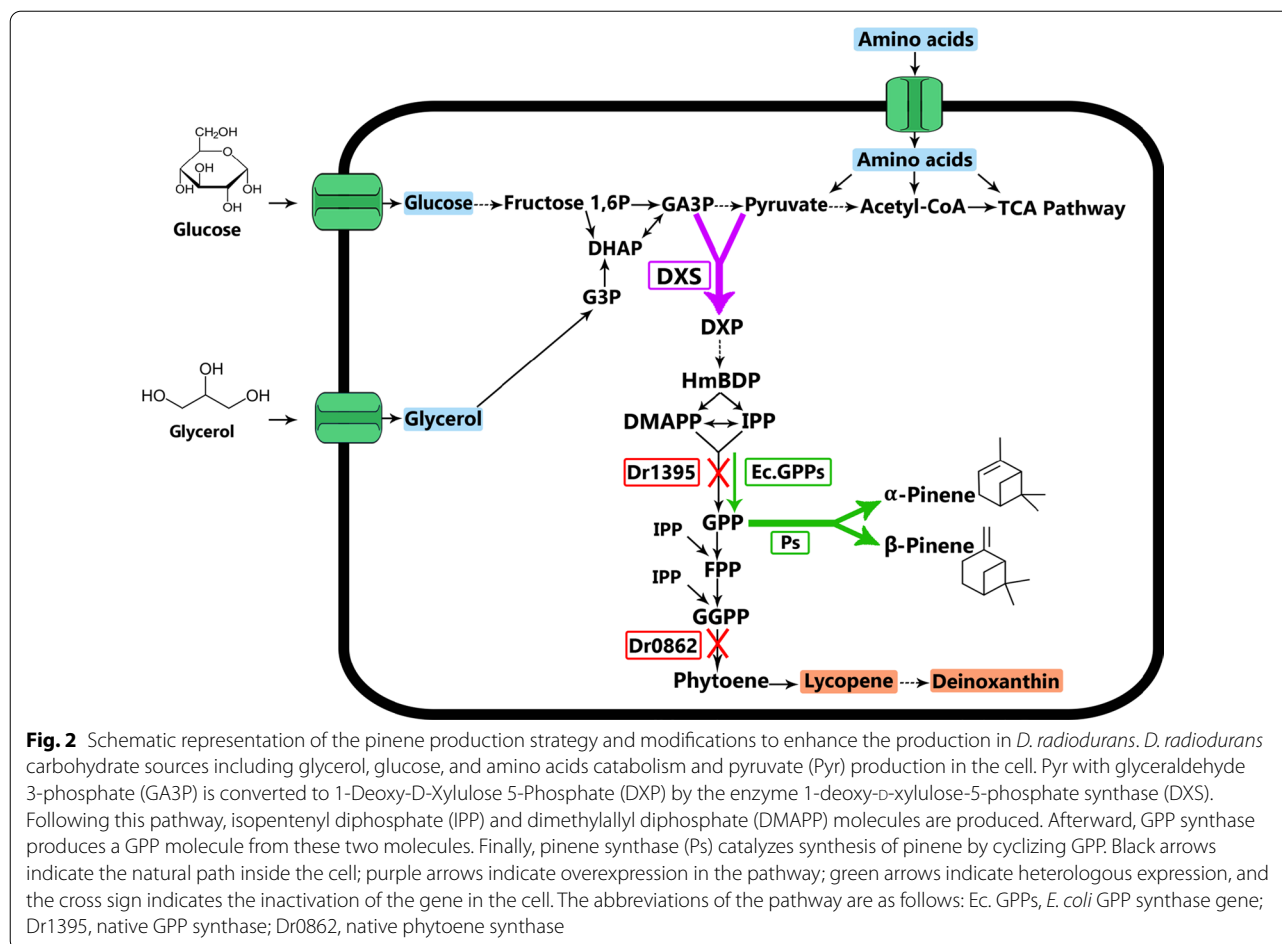 Amino acids
Amino acids
CH₂OH
O
OH
OH
OH
OH
Glucose
Glucose
Fructose 1,6P
GA3P
Pyruvate
Acetyl-CoA
TCA Pathway
DHAP
DXS
G3P
DXP
HmBDP
OH
HO
OH
Glycerol
Glycerol
DMAPP
IPP
Dr1395
Ec.GPPs
α-Pinene
GPP
IPP
Ps
β-Pinene
FPP
IPP
GGPP
Dr0862
Phytoene
Lycopene
Deinoxanthin
Fig. 2 Schematic representation of the pinene production strategy and modifications to enhance the production in D. radiodurans. D. radiodurans
carbohydrate sources including glycerol, glucose, and amino acids catabolism and pyruvate (Pyr) production in the cell. Pyr with glyceraldehyde
3-phosphate (GA3P) is converted to 1-Deoxy-D-Xylulose 5-Phosphate (DXP) by the enzyme 1-deoxy-D-xylulose-5-phosphate synthase (DXS).
Following this pathway, isopentenyl diphosphate (IPP) and dimethylallyl diphosphate (DMAPP) molecules are produced. Afterward, GPP synthase
produces a GPP molecule from these two molecules. Finally, pinene synthase (Ps) catalyzes synthesis of pinene by cyclizing GPP. Black arrows
indicate the natural path inside the cell; purple arrows indicate overexpression in the pathway; green arrows indicate heterologous expression, and
the cross sign indicates the inactivation of the gene in the cell. The abbreviations of the pathway are as follows: Ec. GPPs, E. coli GPP synthase gene;
Dr1395, native GPP synthase; Dr0862, native phytoene synthase